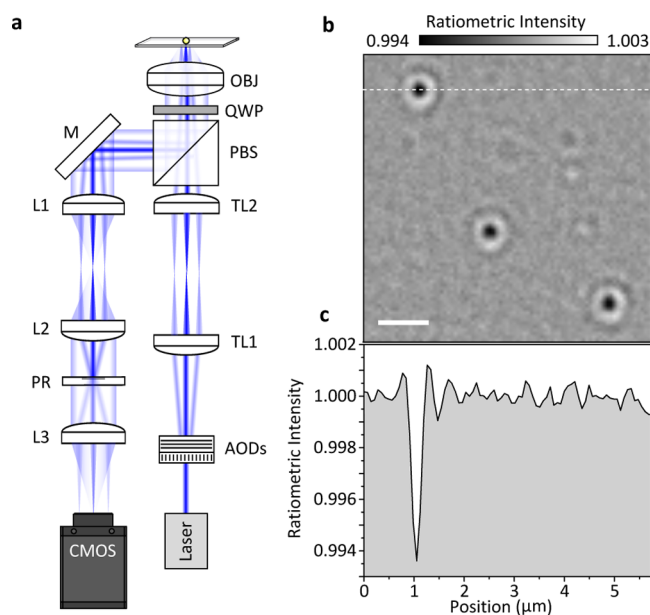 a
OBJ
QWP
M
PBS
L1
TL2
L2
TL1
PR
L3
AODs
CMOS
Laser
b
Ratiometric Intensity
0.994 1.003
c
1.002
1.000
0.998
0.996
0.994
Ratiometric Intensity
0 1 2 3 4 5
Position (μm)